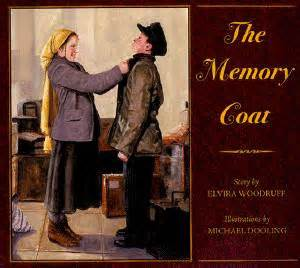 The
Memory
Coat
Story by
ELVIRA WOODRUFF
Illustrations by
MICHAEL DOOLING